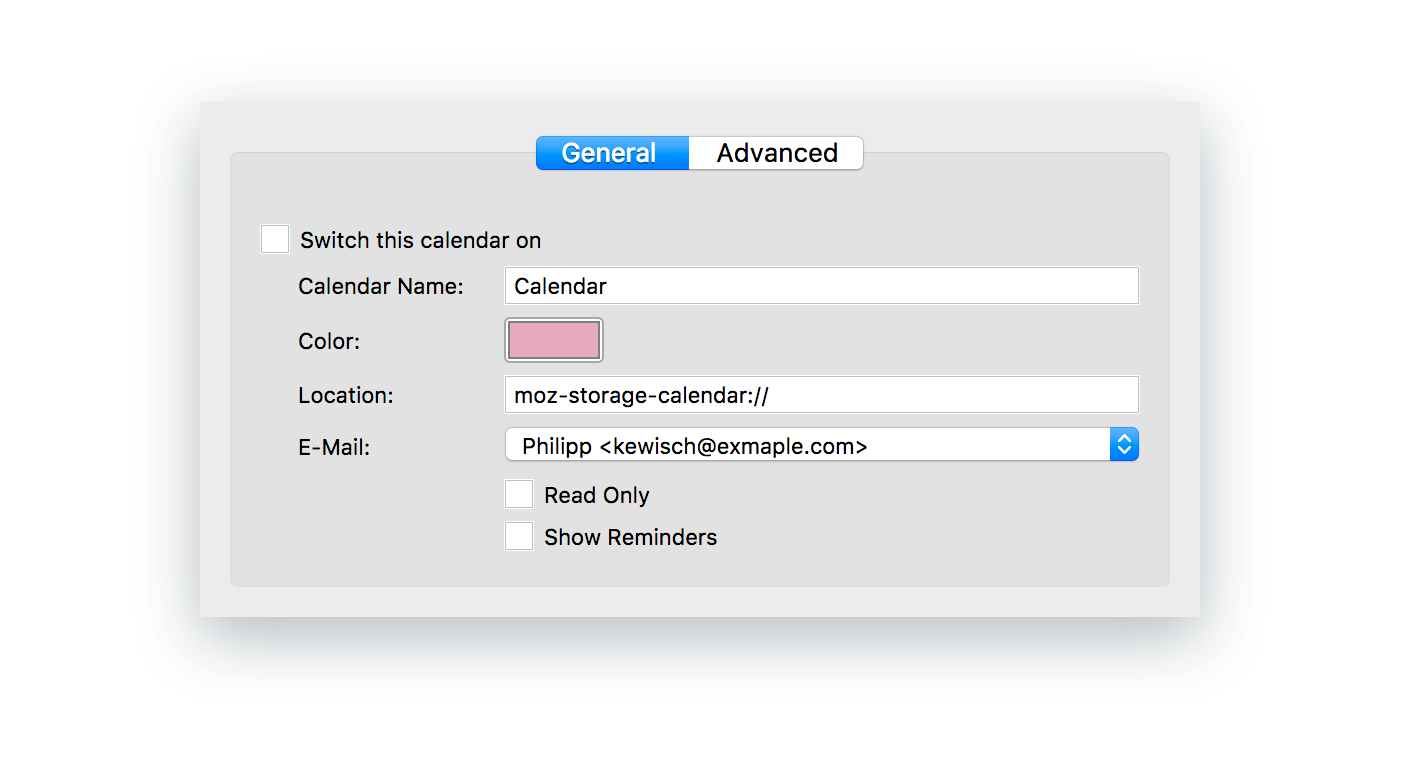 General Advanced
Switch this calendar on
Calendar Name: Calendar
Color:
Location: moz-storage-calendar://
E-Mail: Philipp <kewisch@exmaple.com>
Read Only
Show Reminders